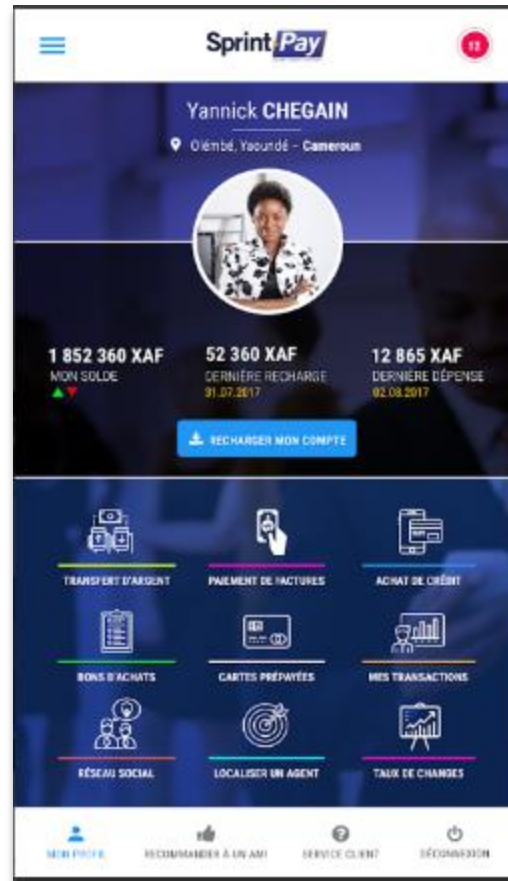 Sprint Pay
12
Yannick CHEGAIN
Olémbé, Yaoundé – Cameroun
1 852 360 XAF 52 360 XAF 12 865 XAF
MON SOLDE DERNIÈRE RECHARGE DERNIÈRE DÉPENSE
31.07.2017 02.08.2017
RECHARGER MON COMPTE
TRANSFERT D'ARGENT PAIEMENT DE FACTURES ACHAT DE CRÉDIT
BONS D'ACHATS CARTES PRÉPAYÉES MES TRANSACTIONS
RÉSEAU SOCIAL LOCALISER UN AGENT TAUX DE CHANGES
MON PROFIL RECOMMANDER À UN AMI SERVICE CLIENT DÉCONNEXION